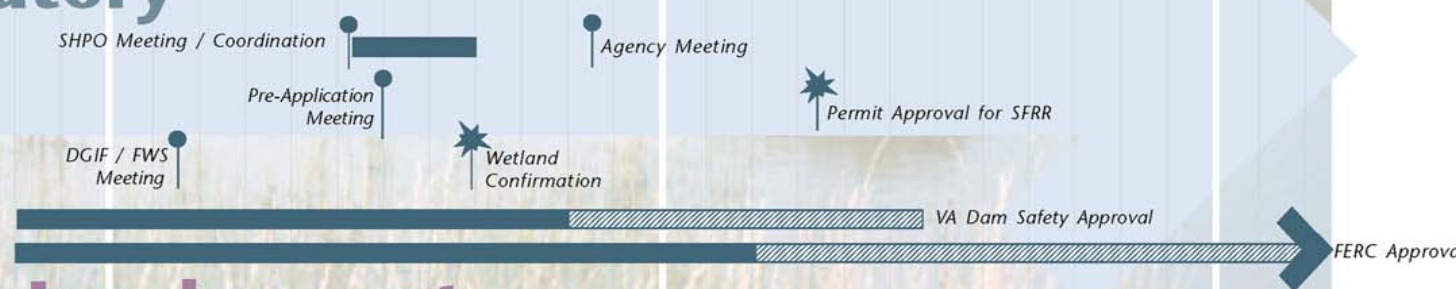 SHPO Meeting / Coordination
Agency Meeting
Pre-Application
Meeting
Permit Approval for SFRR
DGIF / FWS
Meeting
Wetland
Confirmation
VA Dam Safety Approval
FERC